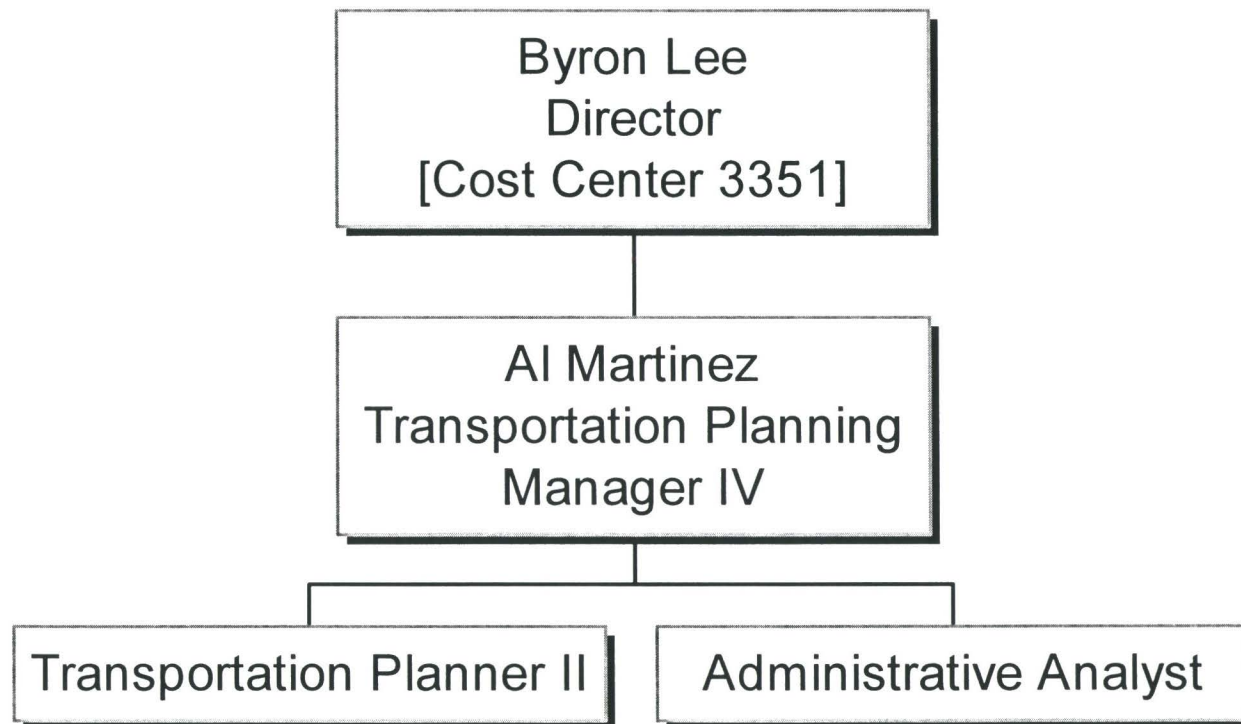 Byron Lee
Director
[Cost Center 3351]
Al Martinez
Transportation Planning
Manager IV
Transportation Planner II
Administrative Analyst